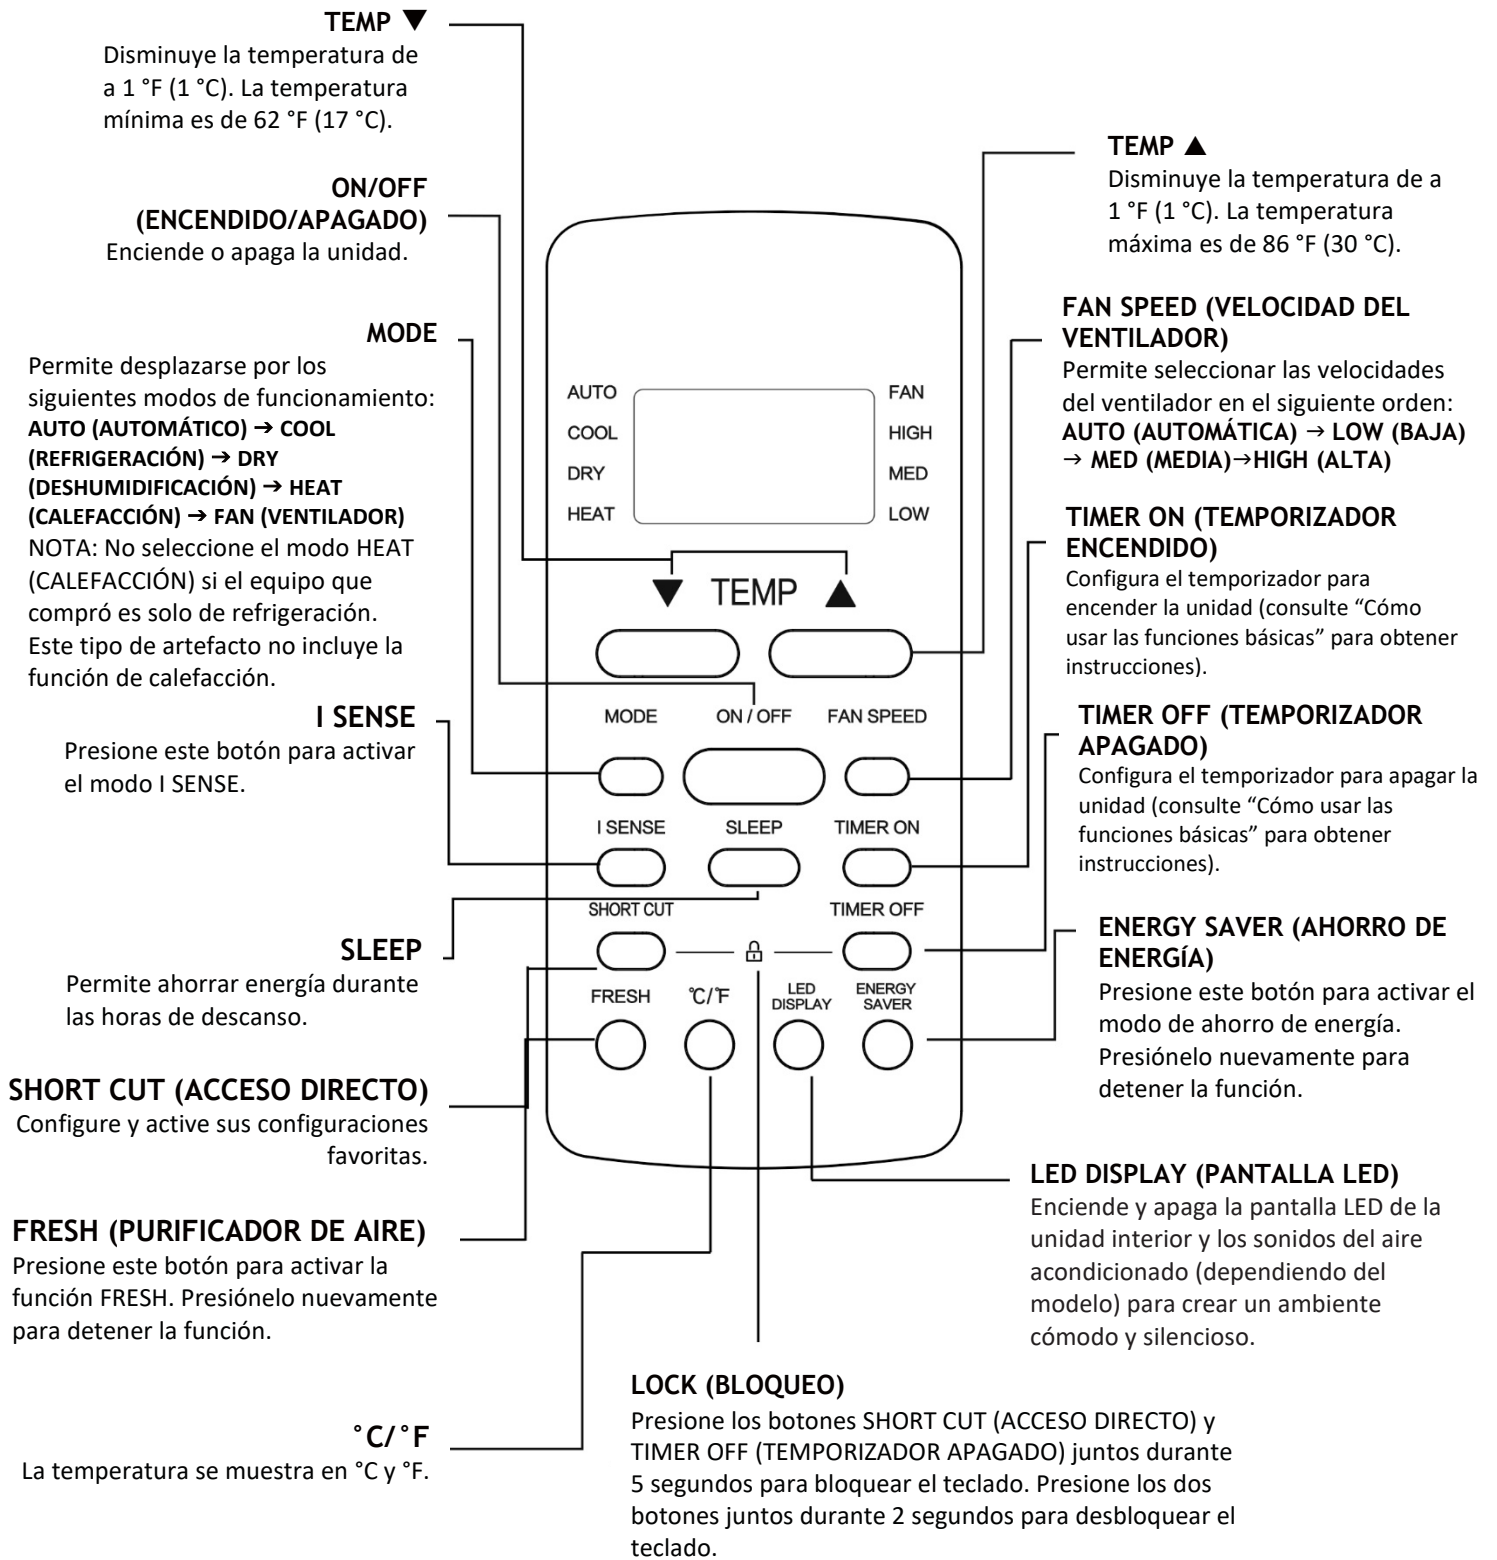 TEMP ▼
Disminuye la temperatura de
a 1 °F (1 °C). La temperatura
mínima es de 62 °F (17 °C).
ON/OFF
(ENCENDIDO/APAGADO)
Enciende o apaga la unidad.
MODE
Permite desplazarse por los
siguientes modos de funcionamiento:
AUTO (AUTOMÁTICO) → COOL
(REFRIGERACIÓN) → DRY
(DESHUMIDIFICACIÓN) → HEAT
(CALEFACCIÓN) → FAN (VENTILADOR)
NOTA: No seleccione el modo HEAT
(CALEFACCIÓN) si el equipo que
compró es solo de refrigeración.
Este tipo de artefacto no incluye la
función de calefacción.
I SENSE
Presione este botón para activar
el modo I SENSE.
SLEEP
Permite ahorrar energía durante
las horas de descanso.
SHORT CUT (ACCESO DIRECTO)
Configure y active sus configuraciones
favoritas.
FRESH (PURIFICADOR DE AIRE)
Presione este botón para activar la
función FRESH. Presiónelo nuevamente
para detener la función.
°C/°F
La temperatura se muestra en °C y °F.
AUTO
COOL
DRY
HEAT
FAN
HIGH
MED
LOW
▼ TEMP ▲
MODE ON / OFF FAN SPEED
I SENSE SLEEP TIMER ON
SHORT CUT TIMER OFF
FRESH °C/°F LED DISPLAY ENERGY SAVER
TEMP ▲
Disminuye la temperatura de a
1 °F (1 °C). La temperatura
máxima es de 86 °F (30 °C).
FAN SPEED (VELOCIDAD DEL
VENTILADOR)
Permite seleccionar las velocidades
del ventilador en el siguiente orden:
AUTO (AUTOMÁTICA) → LOW (BAJA)
→ MED (MEDIA)→HIGH (ALTA)
TIMER ON (TEMPORIZADOR
ENCENDIDO)
Configura el temporizador para
encender la unidad (consulte “Cómo
usar las funciones básicas” para obtener
instrucciones).
TIMER OFF (TEMPORIZADOR
APAGADO)
Configura el temporizador para apagar la
unidad (consulte “Cómo usar las
funciones básicas” para obtener
instrucciones).
ENERGY SAVER (AHORRO DE
ENERGÍA)
Presione este botón para activar el
modo de ahorro de energía.
Presiónelo nuevamente para
detener la función.
LED DISPLAY (PANTALLA LED)
Enciende y apaga la pantalla LED de la
unidad interior y los sonidos del aire
acondicionado (dependiendo del
modelo) para crear un ambiente
cómodo y silencioso.
LOCK (BLOQUEO)
Presione los botones SHORT CUT (ACCESO DIRECTO) y
TIMER OFF (TEMPORIZADOR APAGADO) juntos durante
5 segundos para bloquear el teclado. Presione los dos
botones juntos durante 2 segundos para desbloquear el
teclado.